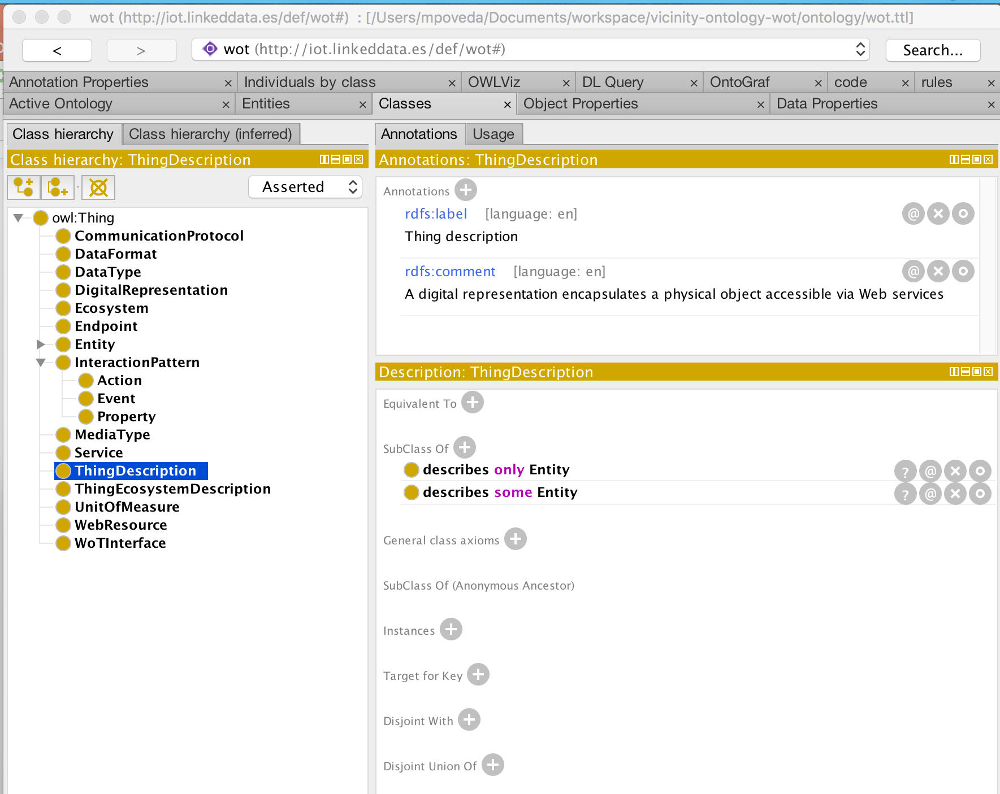 wot (http://iot.linkeddata.es/def/wot#) : [/Users/mpoveda/Documents/workspace/vicinity-ontology-wot/ontology/wot.ttl]
< > wot (http://iot.linkeddata.es/def/wot#) Search...
Annotation Properties × Individuals by class × OWLViz × DL Query × OntoGraf × code × rules ×
Active Ontology × Entities × Classes × Object Properties × Data Properties ×
Class hierarchy Class hierarchy (inferred)
Class hierarchy: ThingDescription
Asserted
owl:Thing
CommunicationProtocol
DataFormat
DataType
DigitalRepresentation
Ecosystem
Endpoint
Entity
InteractionPattern
Action
Event
Property
MediaType
Service
ThingDescription
ThingEcosystemDescription
UnitOfMeasure
WebResource
WoTInterface
Annotations Usage
Annotations: ThingDescription
Annotations +
rdfs:label [language: en] @
Thing description
rdfs:comment [language: en] @
A digital representation encapsulates a physical object accessible via Web services
Description: ThingDescription
Equivalent To +
SubClass Of +
describes only Entity ? @
describes some Entity ? @
General class axioms +
SubClass Of (Anonymous Ancestor)
Instances +
Target for Key +
Disjoint With +
Disjoint Union Of +